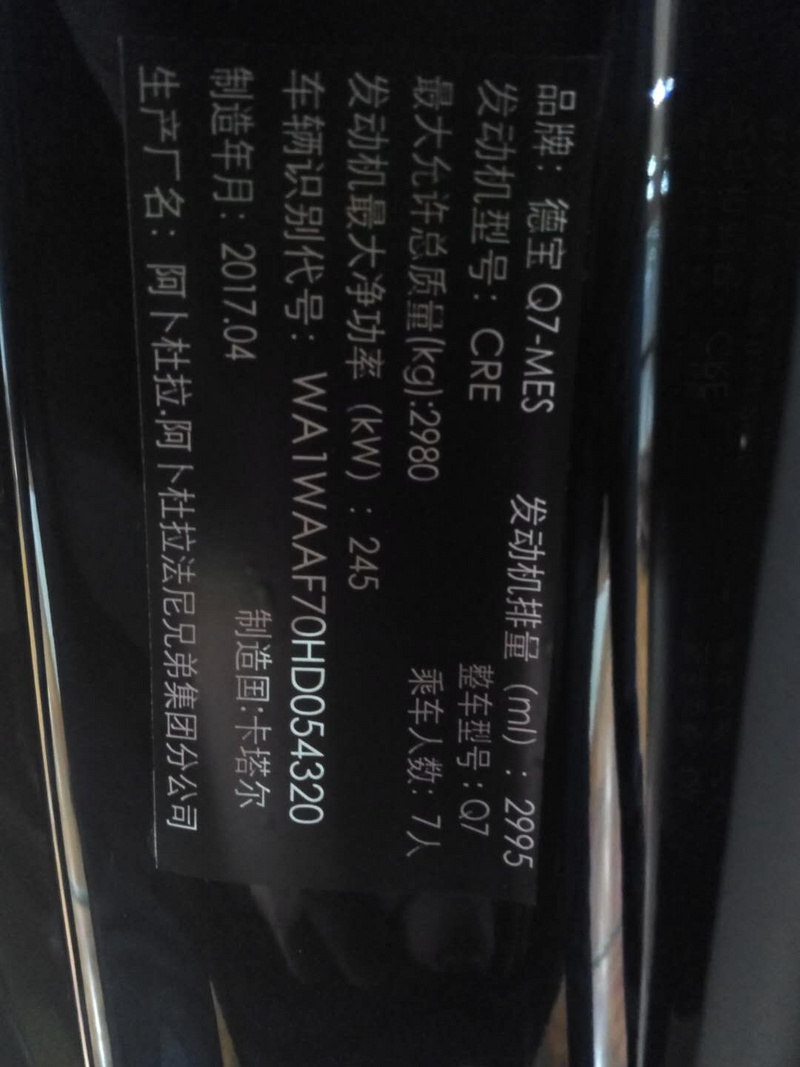 品牌：德宝 Q7-MES 发动机排量（ml）：2995
发动机型号：CRE 整车型号:Q7
最大允许总质量(kg):2980 乘车人数：7人
发动机最大净功率（kW）：245
车辆识别代号：WA1WAAF70HD054320
制造年月：2017.04 制造国:卡塔尔
生产厂名：阿卜杜拉.阿卜杜拉法尼兄弟集团分公司